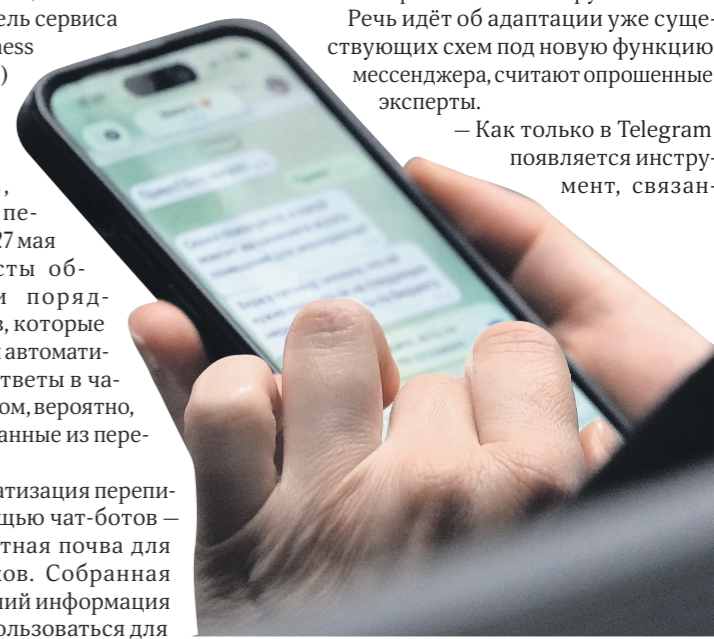 ель сервиса
ness
)
,
пе-
27 мая
сты об-
и поряд-
в, которые
автомати-
тветы в ча-
ом, вероятно,
анные из пере-
атизация перепи-
щью чат-ботов —
тная почва для
ков. Собранная
ний информация
ользоваться для
Речь идёт об адаптации уже суще-
ствующих схем под новую функцию
мессенджера, считают опрошенные
эксперты.
— Как только в Telegram
появляется инстру-
мент, связан-